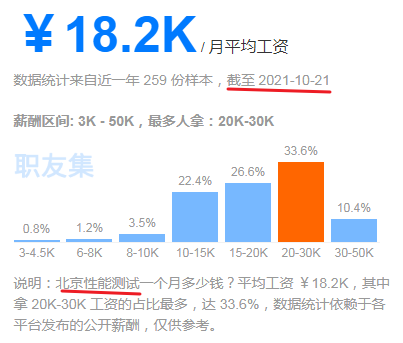 ￥18.2K / 月平均工资
数据统计来自近一年 259 份样本，截至 2021-10-21
薪酬区间: 3K - 50K，最多人拿：20K-30K
职友集
0.8% 1.2% 3.5% 22.4% 26.6% 33.6% 10.4%
3-4.5K 6-8K 8-10K 10-15K 15-20K 20-30K 30-50K
说明：北京性能测试一个月多少钱？平均工资 ￥18.2K，其中
拿 20K-30K 工资的占比最多，达 33.6%，数据统计依赖于各
平台发布的公开薪酬，仅供参考。